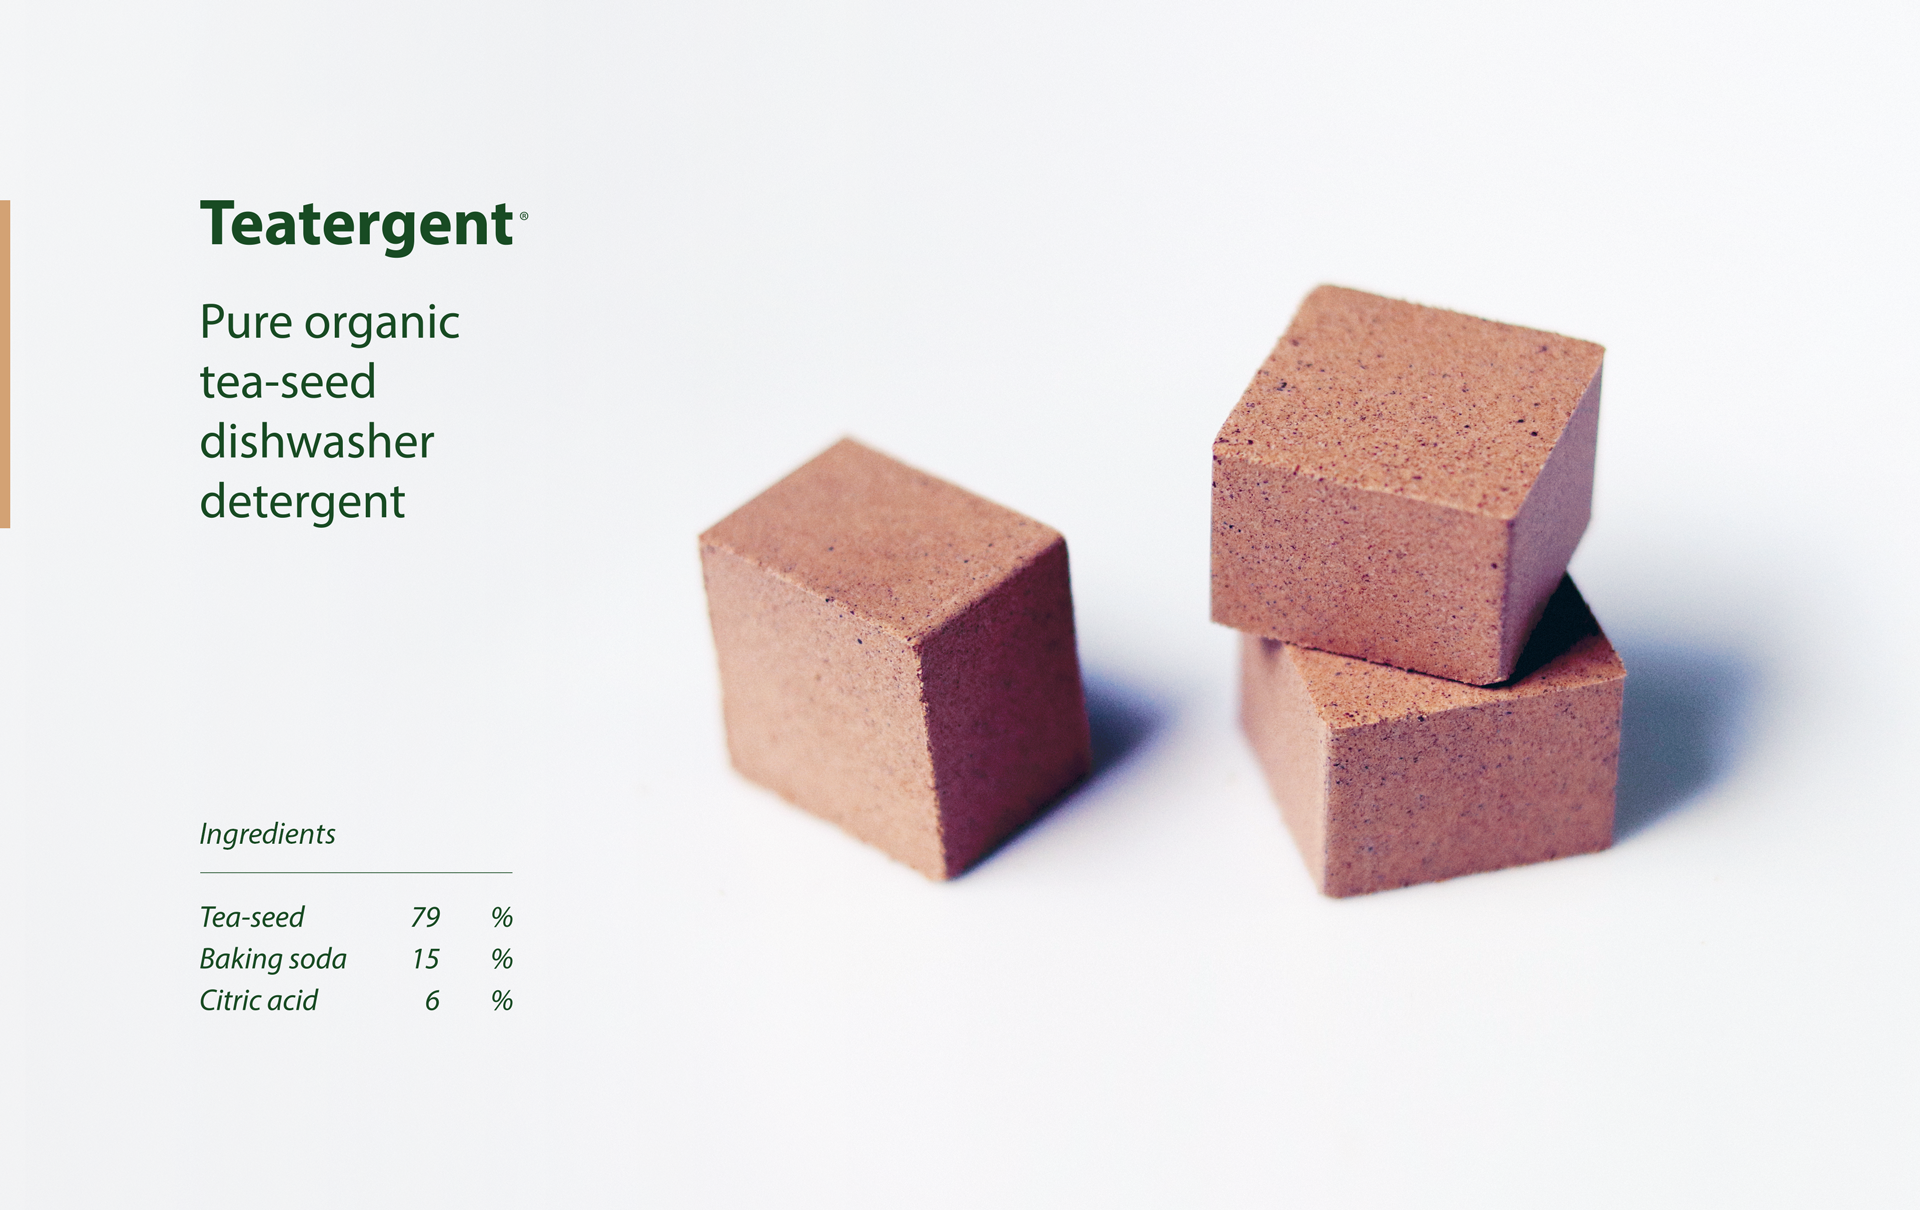 Teatergent®
Pure organic
tea-seed
dishwasher
detergent
Ingredients
Tea-seed 79 %
Baking soda 15 %
Citric acid 6 %